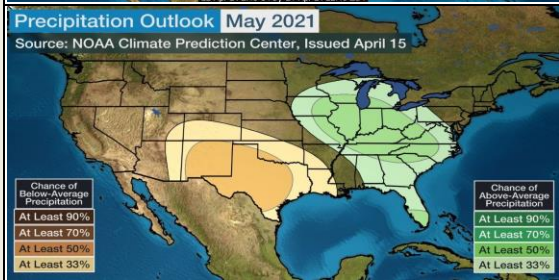 Precipitation Outlook May 2021
Source: NOAA Climate Prediction Center, Issued April 15
Chance of
Below-Average
Precipitation
At Least 90%
At Least 70%
At Least 50%
At Least 33%
Chance of
Above-Average
Precipitation
At Least 90%
At Least 70%
At Least 50%
At Least 33%